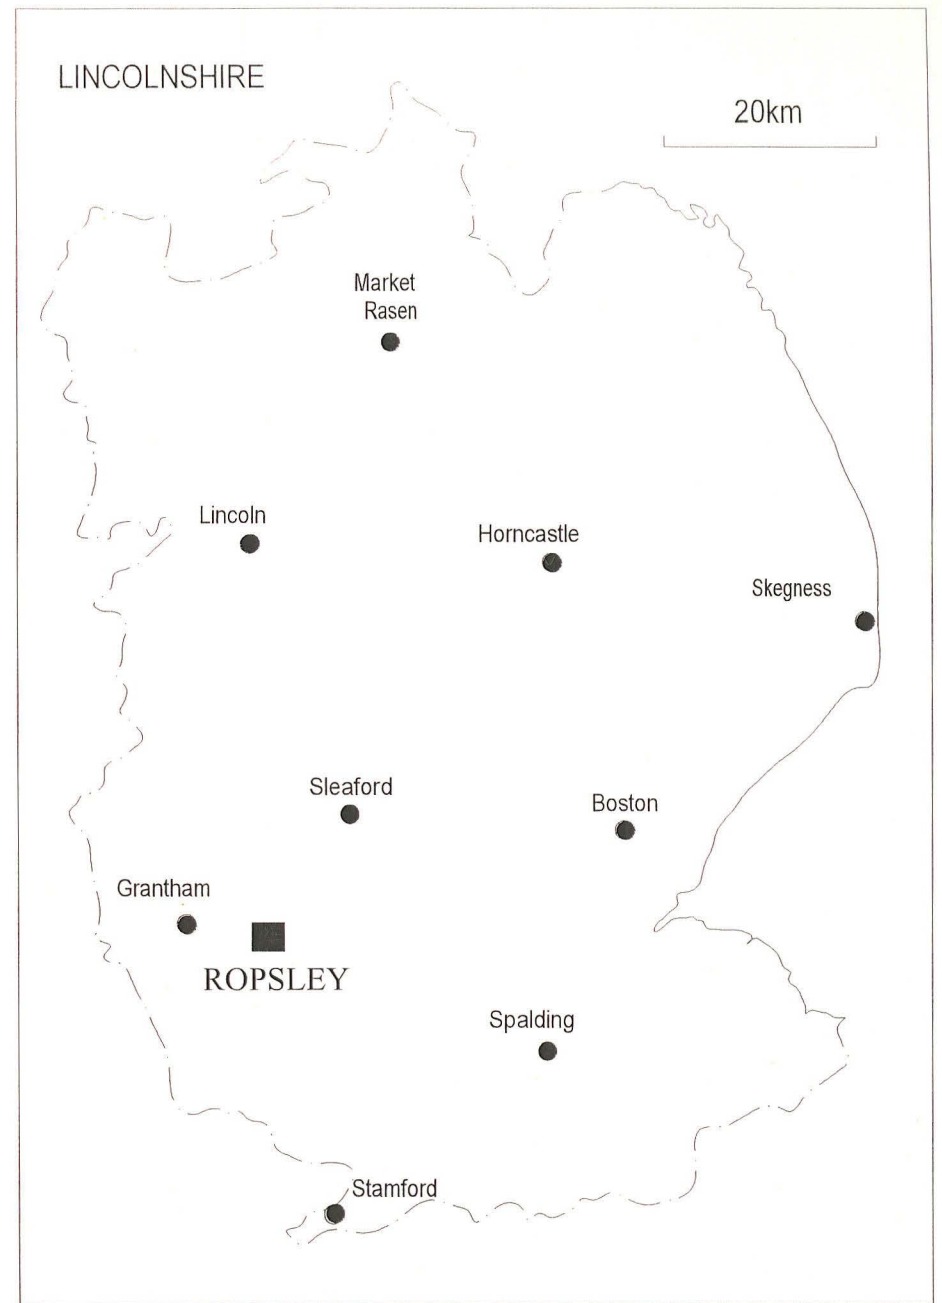 LINCOLNSHIRE
20km
Market
Rasen
Lincoln
Horncastle
Skegness
Sleaford
Boston
Grantham
ROPSLEY
Spalding
Stamford